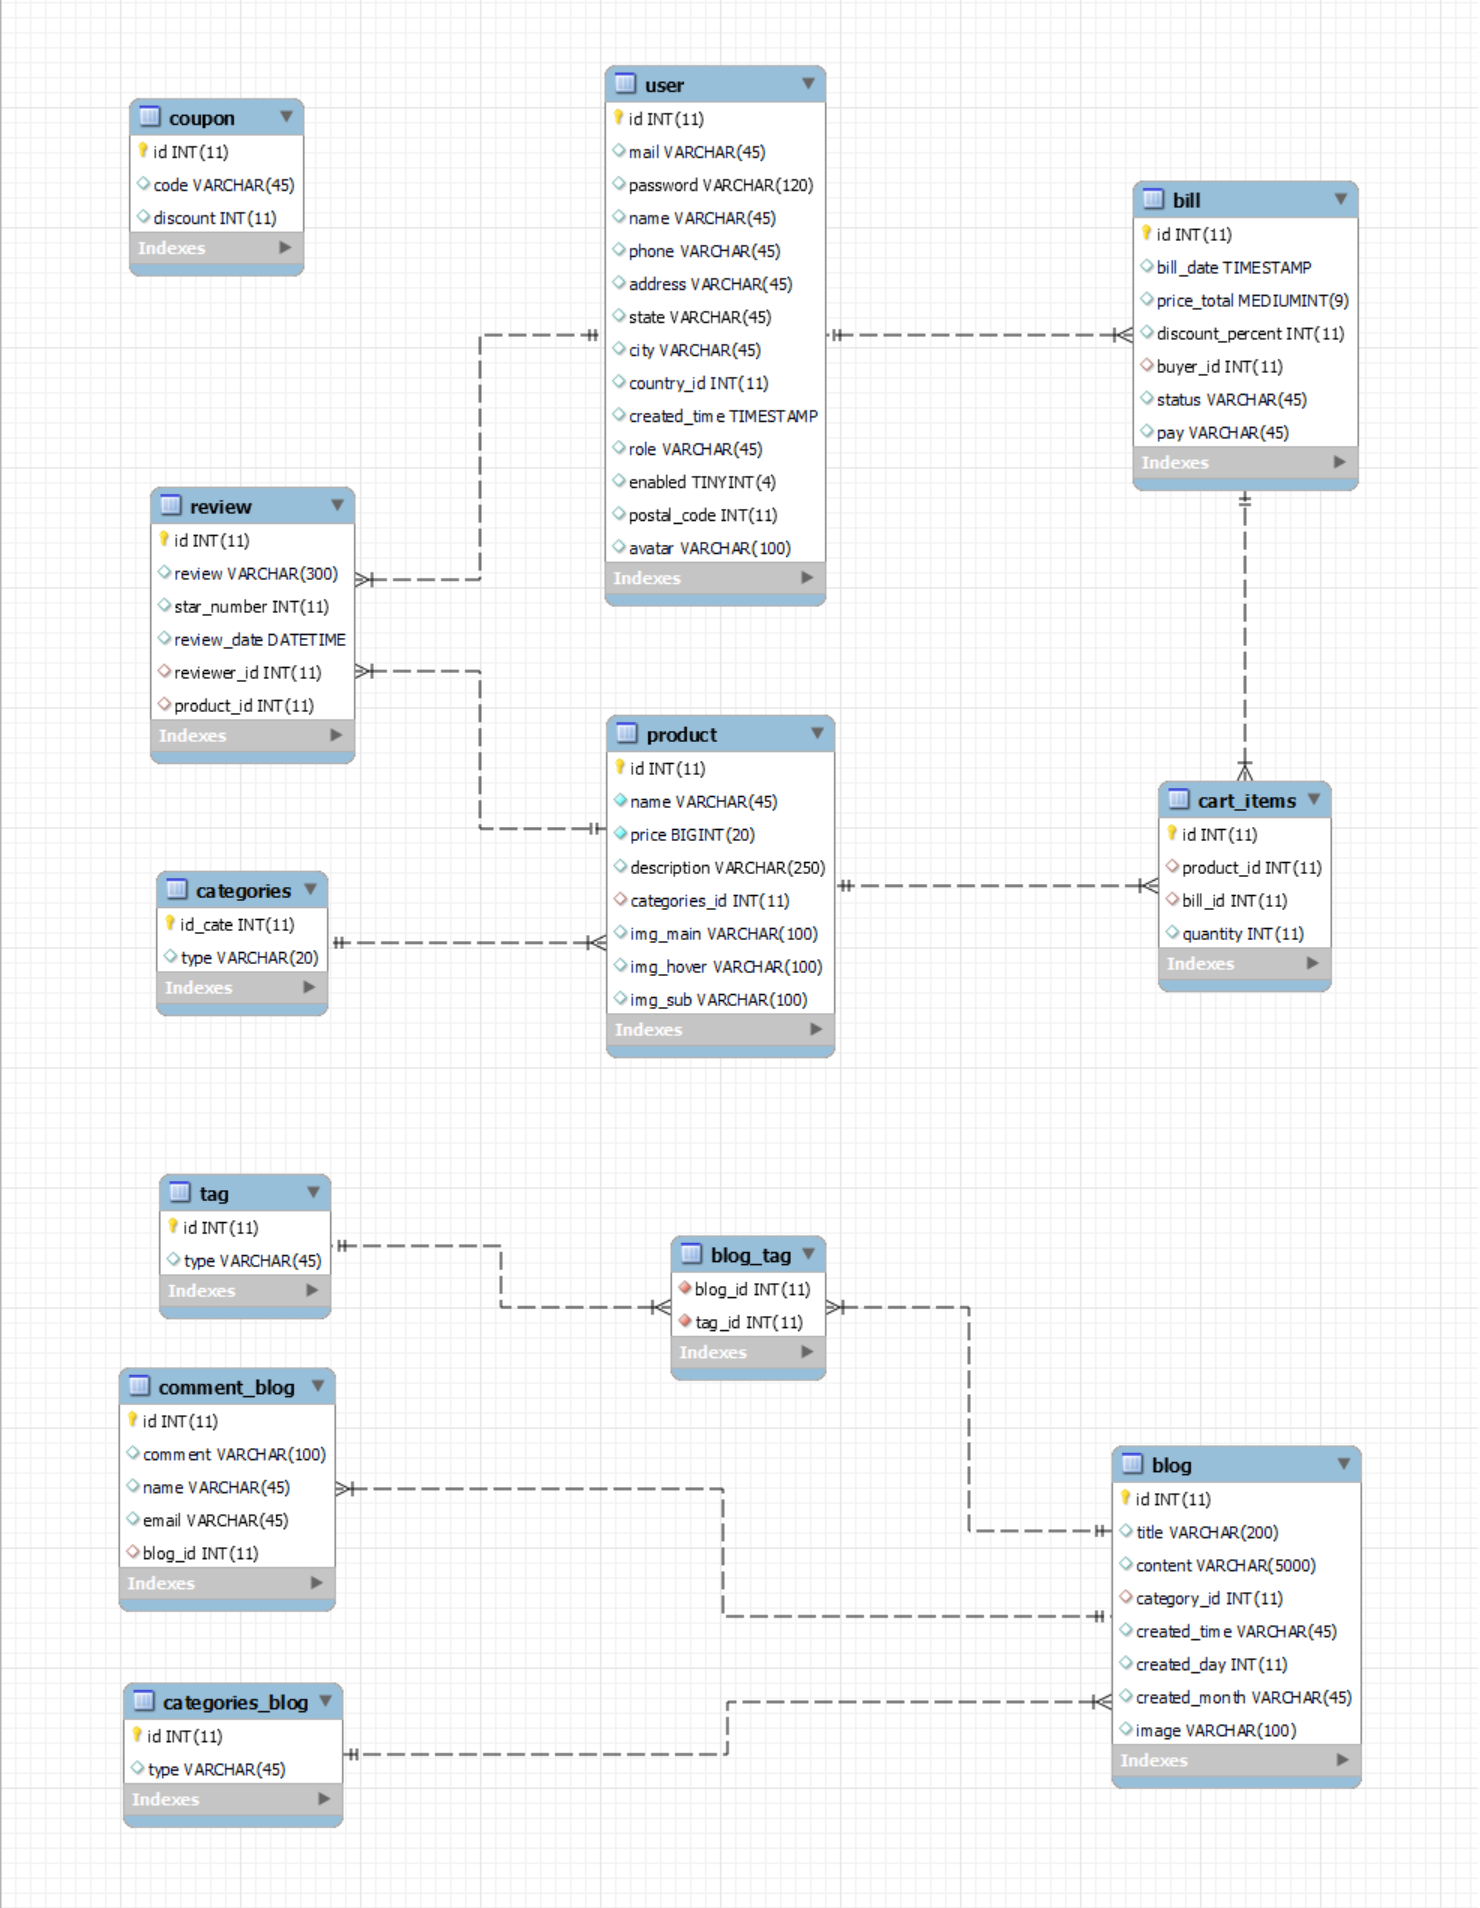 coupon
id INT(11)
code VARCHAR(45)
discount INT(11)
Indexes
user
id INT(11)
mail VARCHAR(45)
password VARCHAR(120)
name VARCHAR(45)
phone VARCHAR(45)
address VARCHAR(45)
state VARCHAR(45)
city VARCHAR(45)
country_id INT(11)
created_time TIMESTAMP
role VARCHAR(45)
enabled TINYINT(4)
postal_code INT(11)
avatar VARCHAR(100)
Indexes
bill
id INT(11)
bill_date TIMESTAMP
price_total MEDIUMINT(9)
discount_percent INT(11)
buyer_id INT(11)
status VARCHAR(45)
pay VARCHAR(45)
Indexes
review
id INT(11)
review VARCHAR(300)
star_number INT(11)
review_date DATETIME
reviewer_id INT(11)
product_id INT(11)
Indexes
product
id INT(11)
name VARCHAR(45)
price BIGINT(20)
description VARCHAR(250)
categories_id INT(11)
img_main VARCHAR(100)
img_hover VARCHAR(100)
img_sub VARCHAR(100)
Indexes
cart_items
id INT(11)
product_id INT(11)
bill_id INT(11)
quantity INT(11)
Indexes
categories
id_cate INT(11)
type VARCHAR(20)
Indexes
tag
id INT(11)
type VARCHAR(45)
Indexes
blog_tag
blog_id INT(11)
tag_id INT(11)
Indexes
comment_blog
id INT(11)
comment VARCHAR(100)
name VARCHAR(45)
email VARCHAR(45)
blog_id INT(11)
Indexes
blog
id INT(11)
title VARCHAR(200)
content VARCHAR(5000)
category_id INT(11)
created_time VARCHAR(45)
created_day INT(11)
created_month VARCHAR(45)
image VARCHAR(100)
Indexes
categories_blog
id INT(11)
type VARCHAR(45)
Indexes